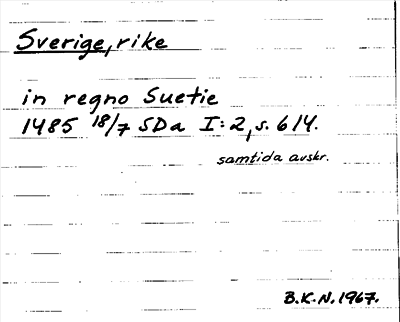 Sverige, rike
in regno Suetie
1485 18/7 SDa I:2, s. 614.
samtida avskr.
B.K.N. 1967.